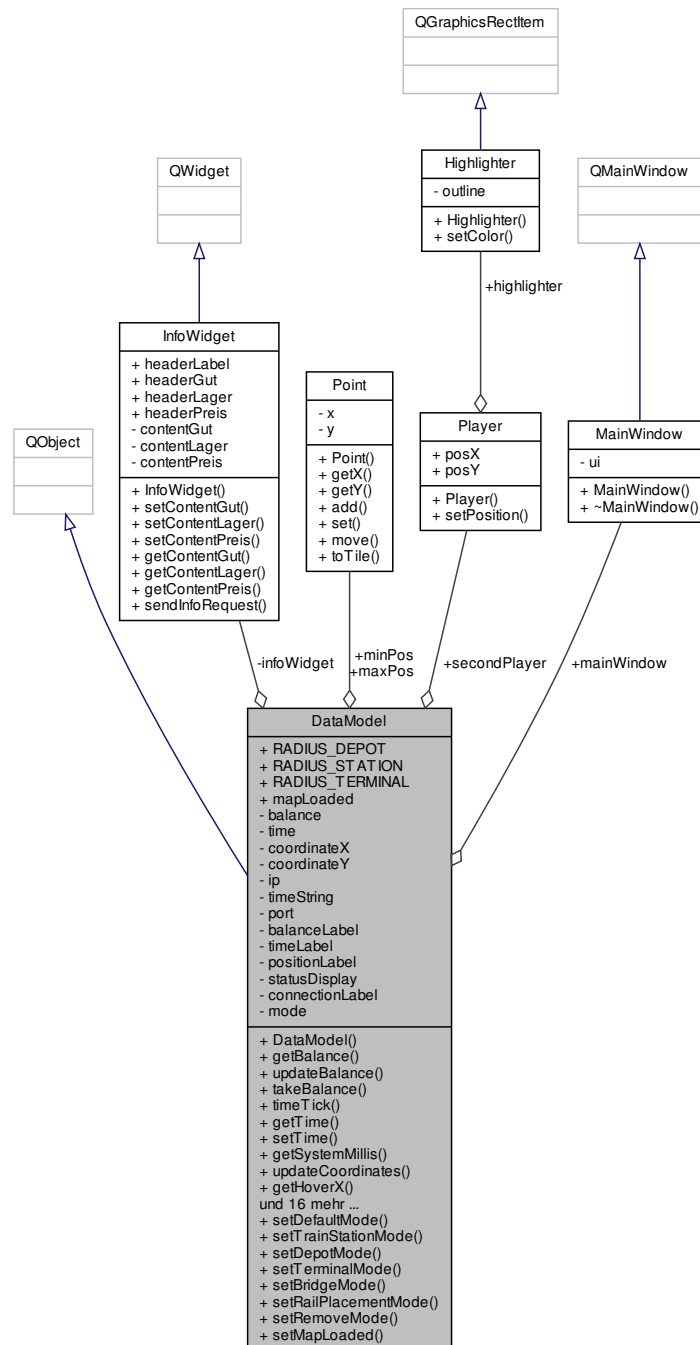 QGraphicsRectItem
Highlighter
- outline
+ Highlighter()
+ setColor()
QWidget
QMainWindow
+highlighter
InfoWidget
+ headerLabel
+ headerGut
+ headerLager
+ headerPreis
- contentGut
- contentLager
- contentPreis
+ InfoWidget()
+ setContentGut()
+ setContentLager()
+ setContentPreis()
+ getContentGut()
+ getContentLager()
+ getContentPreis()
+ sendInfoRequest()
Point
- x
- y
+ Point()
+ getX()
+ getY()
+ add()
+ set()
+ move()
+ toTile()
Player
+ posX
+ posY
+ Player()
+ setPosition()
MainWindow
- ui
+ MainWindow()
+ ~MainWindow()
QObject
-infoWidget
+minPos
+maxPos
+secondPlayer
+mainWindow
DataModel
+ RADIUS_DEPOT
+ RADIUS_STATION
+ RADIUS_TERMINAL
+ mapLoaded
- balance
- time
- coordinateX
- coordinateY
- ip
- timeString
- port
- balanceLabel
- timeLabel
- positionLabel
- statusDisplay
- connectionLabel
- mode
+ DataModel()
+ getBalance()
+ updateBalance()
+ takeBalance()
+ timeTick()
+ getTime()
+ setTime()
+ getSystemMillis()
+ updateCoordinates()
+ getHoverX()
und 16 mehr ...
+ setDefaultMode()
+ setTrainStationMode()
+ setDepotMode()
+ setTerminalMode()
+ setBridgeMode()
+ setRailPlacementMode()
+ setRemoveMode()
+ setMapLoaded()